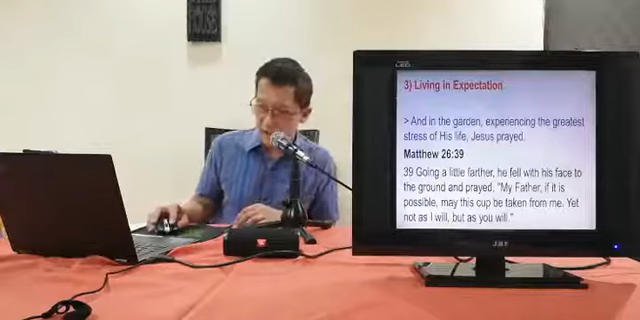 3) Living in Expectation
> And in the garden, experiencing the greatest
stress of His life, Jesus prayed.
Matthew 26:39
39 Going a little farther, he fell with his face to
the ground and prayed, "My Father, if it is
possible, may this cup be taken from me. Yet
not as I will, but as you will."